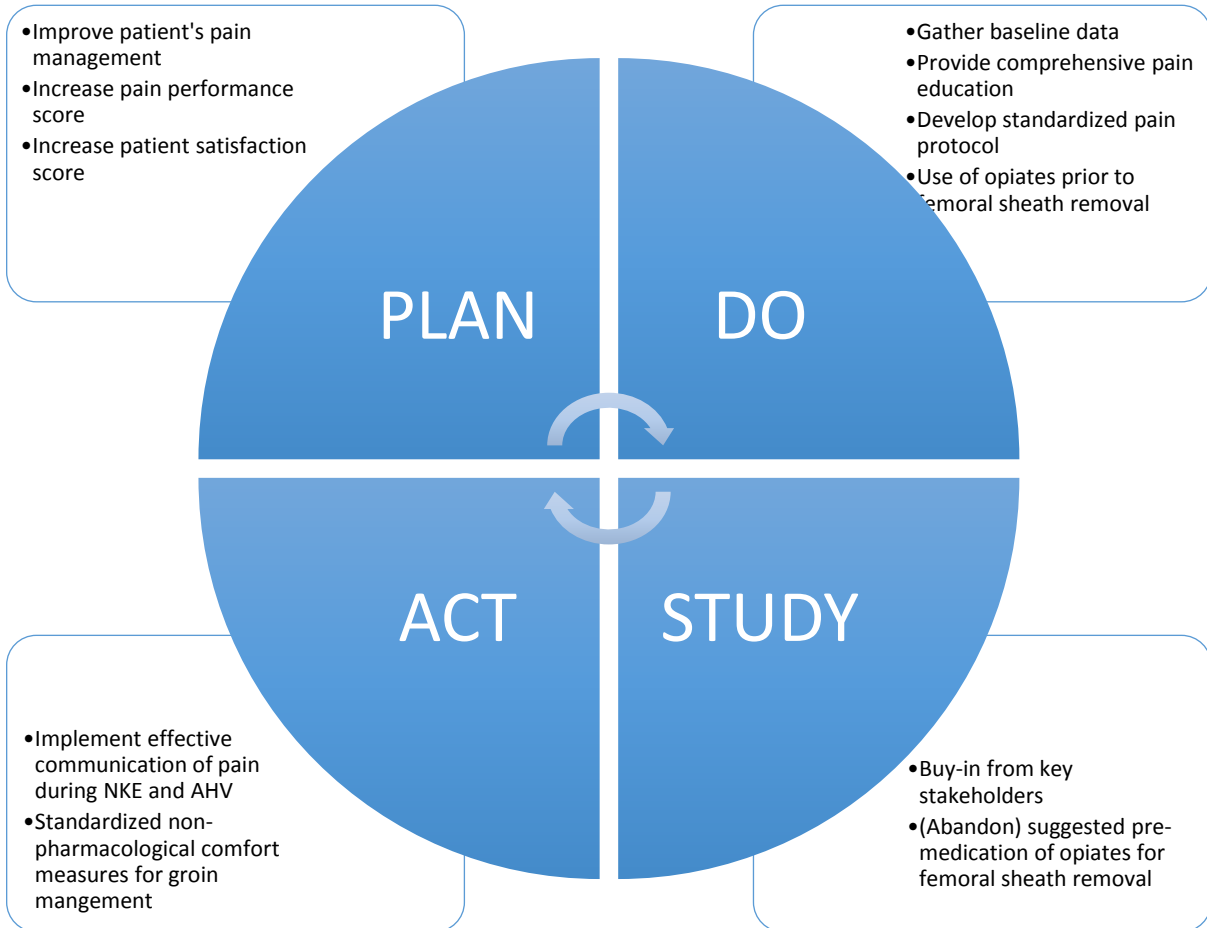 •Improve patient's pain
management
•Increase pain performance
score
•Increase patient satisfaction
score
•Gather baseline data
•Provide comprehensive pain
education
•Develop standardized pain
protocol
•Use of opiates prior to
femoral sheath removal
PLAN
DO
ACT
STUDY
•Implement effective
communication of pain
during NKE and AHV
•Standardized non-
pharmacological comfort
measures for groin
mangement
•Buy-in from key
stakeholders
•(Abandon) suggested pre-
medication of opiates for
femoral sheath removal